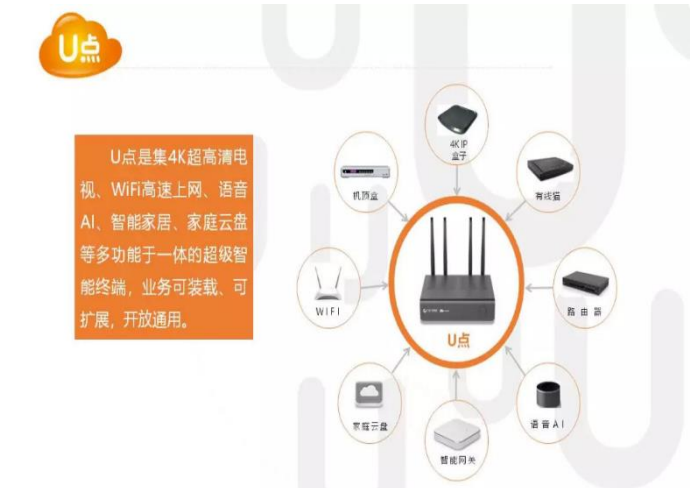 U点
U点是集4K超高清电
视、WiFi高速上网、语音
AI、智能家居、家庭云盘
等多功能于一体的超级智
能终端，业务可装载、可
扩展，开放通用。
4K IP
盒子
机顶盒
有线猫
WIFI
路由器
U点
家庭云盘
语音AI
智能网关